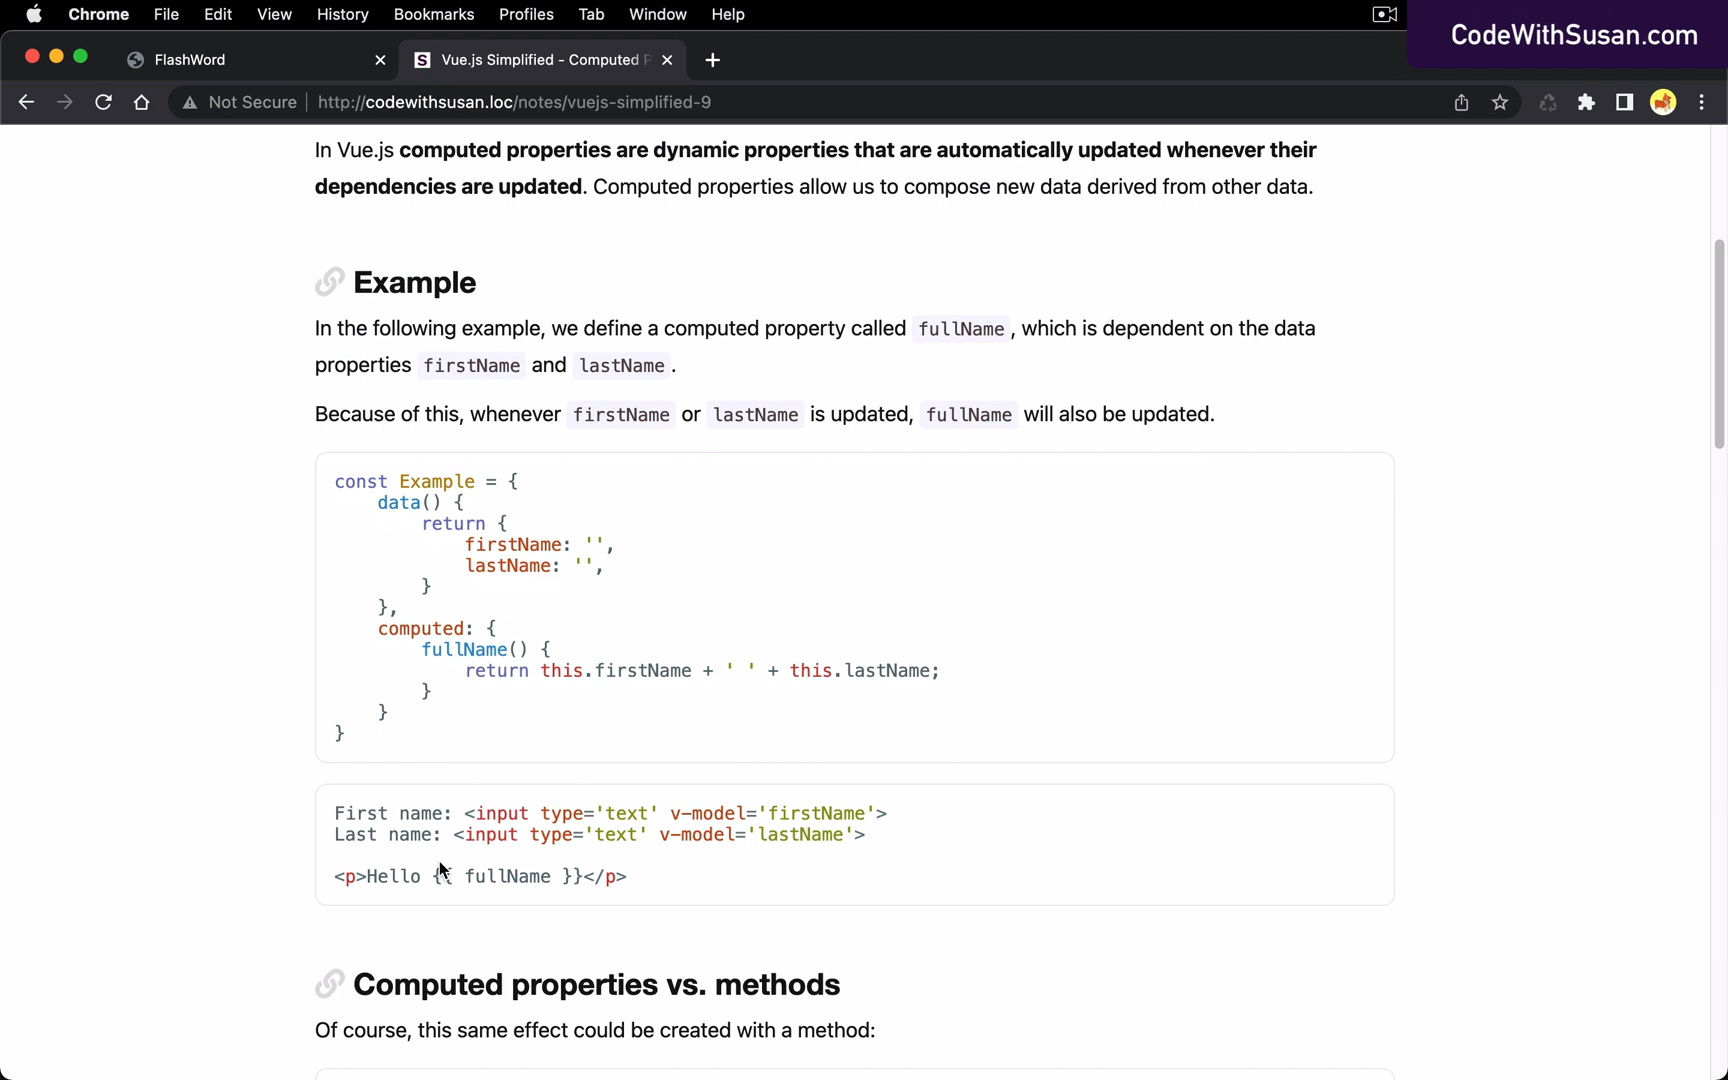 Chrome File Edit View History Bookmarks Profiles Tab Window Help
CodeWithSusan.com
FlashWord
S Vue.js Simplified - Computed P
Not Secure http://codewithsusan.loc/notes/vuejs-simplified-9
In Vue.js computed properties are dynamic properties that are automatically updated whenever their
dependencies are updated. Computed properties allow us to compose new data derived from other data.
Example
In the following example, we define a computed property called fullName, which is dependent on the data
properties firstName and lastName.
Because of this, whenever firstName or lastName is updated, fullName will also be updated.
const Example = {
    data() {
        return {
            firstName: '',
            lastName: '',
        }
    },
    computed: {
        fullName() {
            return this.firstName + ' ' + this.lastName;
        }
    }
}
First name: <input type='text' v-model='firstName'>
Last name: <input type='text' v-model='lastName'>
<p>Hello {{ fullName }}</p>
Computed properties vs. methods
Of course, this same effect could be created with a method: